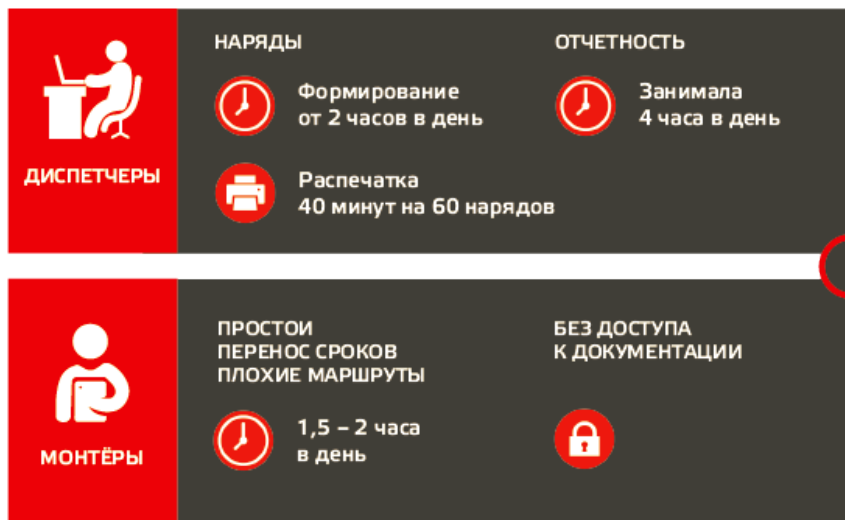 ДИСПЕТЧЕРЫ
НАРЯДЫ
Формирование
от 2 часов в день
Распечатка
40 минут на 60 нарядов
ОТЧЕТНОСТЬ
Занимала
4 часа в день
МОНТЁРЫ
ПРОСТОИ
ПЕРЕНОС СРОКОВ
ПЛОХИЕ МАРШРУТЫ
1,5 – 2 часа
в день
БЕЗ ДОСТУПА
К ДОКУМЕНТАЦИИ